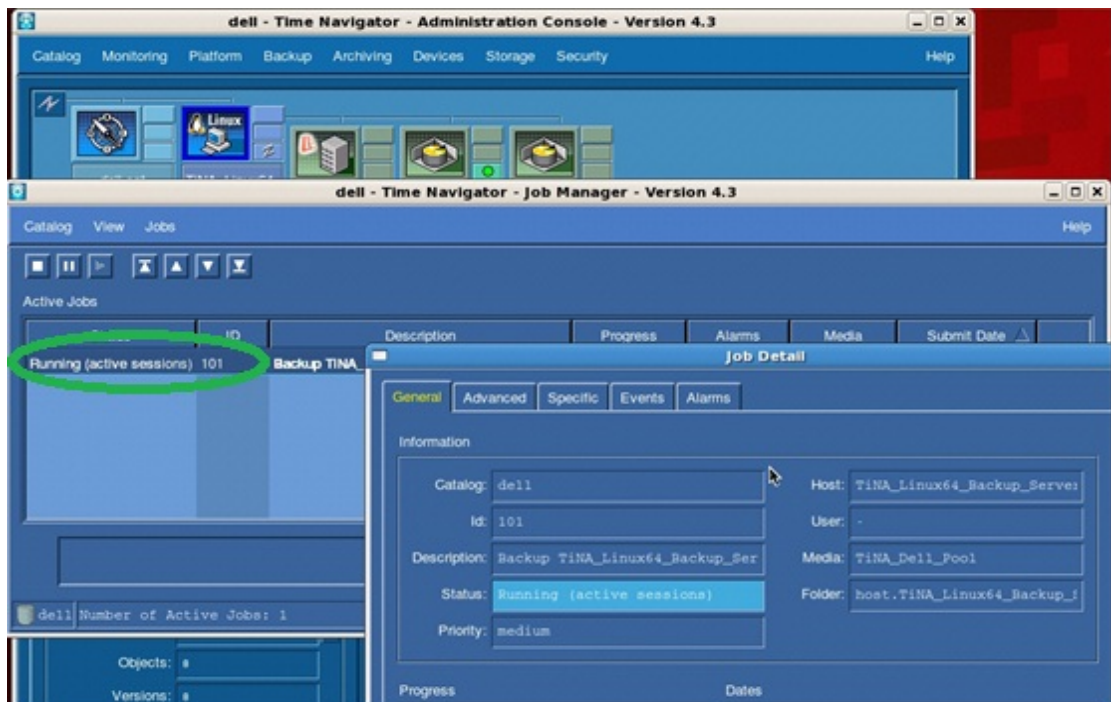 dell - Time Navigator - Administration Console - Version 4.3
Catalog Monitoring Platform Backup Archiving Devices Storage Security Help
Linux
dell - Time Navigator - Job Manager - Version 4.3
Catalog View Jobs Help
Active Jobs
ID Description Progress Alarms Media Submit Date
Running (active sessions) 101 Backup TINA_
Job Detail
General Advanced Specific Events Alarms
Information
Catalog: dell Host: TiNA_Linux64_Backup_Server
Id: 101 User: -
Description: Backup TiNA_Linux64_Backup_Ser Media: TiNA_Dell_Pool
Status: Running (active sessions) Folder: host.TiNA_Linux64_Backup_
Priority: medium
dell Number of Active Jobs: 1
Objects:
Versions:
Progress Dates